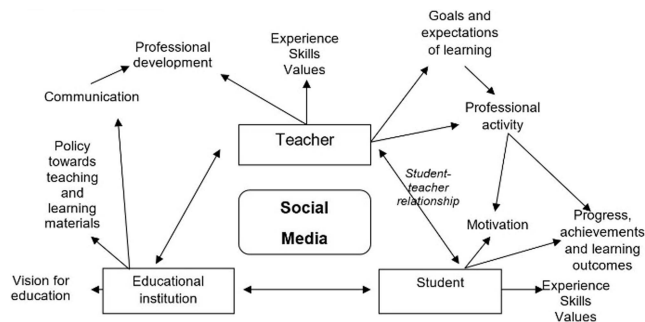 Goals and
expectations
of learning
Professional
development
Experience
Skills
Values
Communication
Professional
activity
Teacher
Policy
towards
teaching
and
learning
materials
Student-
teacher
relationship
Social
Media
Motivation
Progress,
achievements
and learning
outcomes
Vision for
education
Educational
institution
Student
Experience
Skills
Values